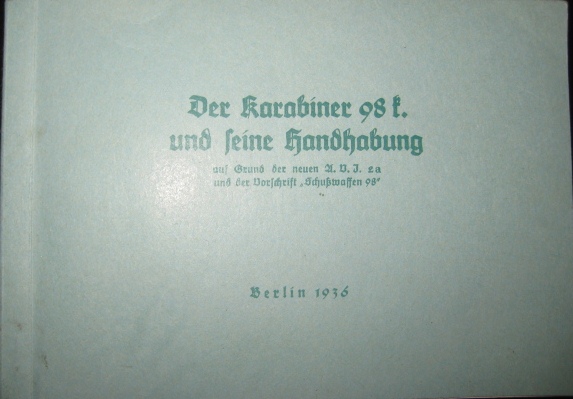 Der Karabiner 98 k.
und seine Handhabung
auf Grund der neuen A. V. I. 2a
und der Vorschrift „Schußwaffen 98“
Berlin 1936